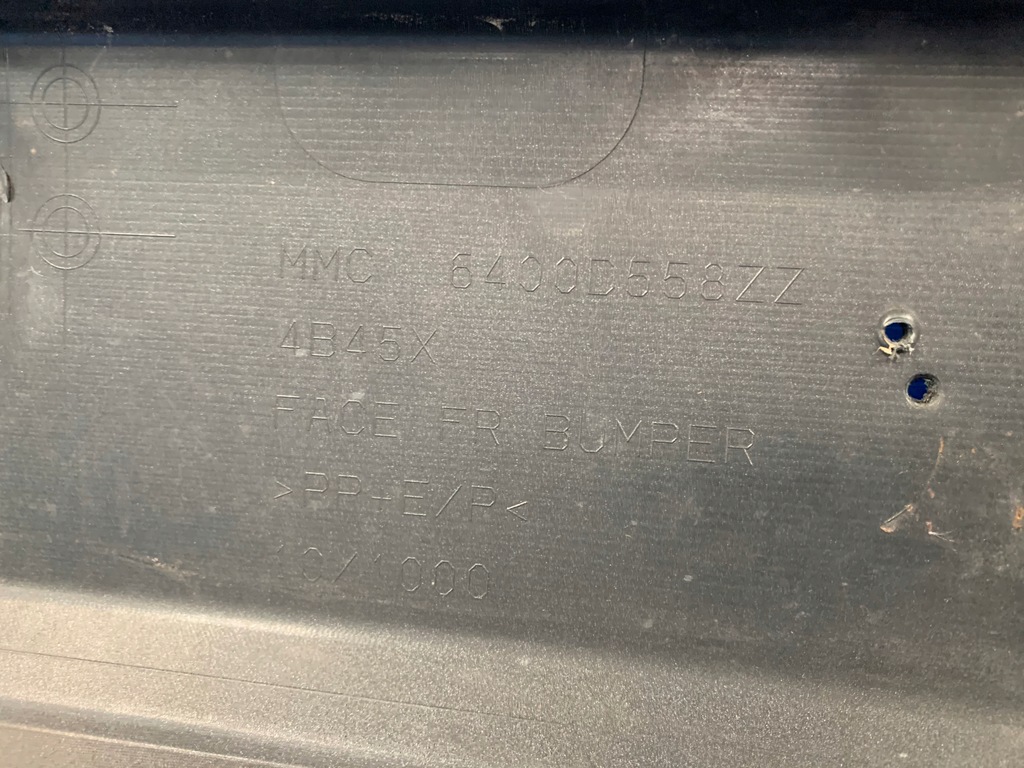 MMC 6400D558ZZ
4B45X
FACE FR BUMPER
>PP+E/P<
10/1000